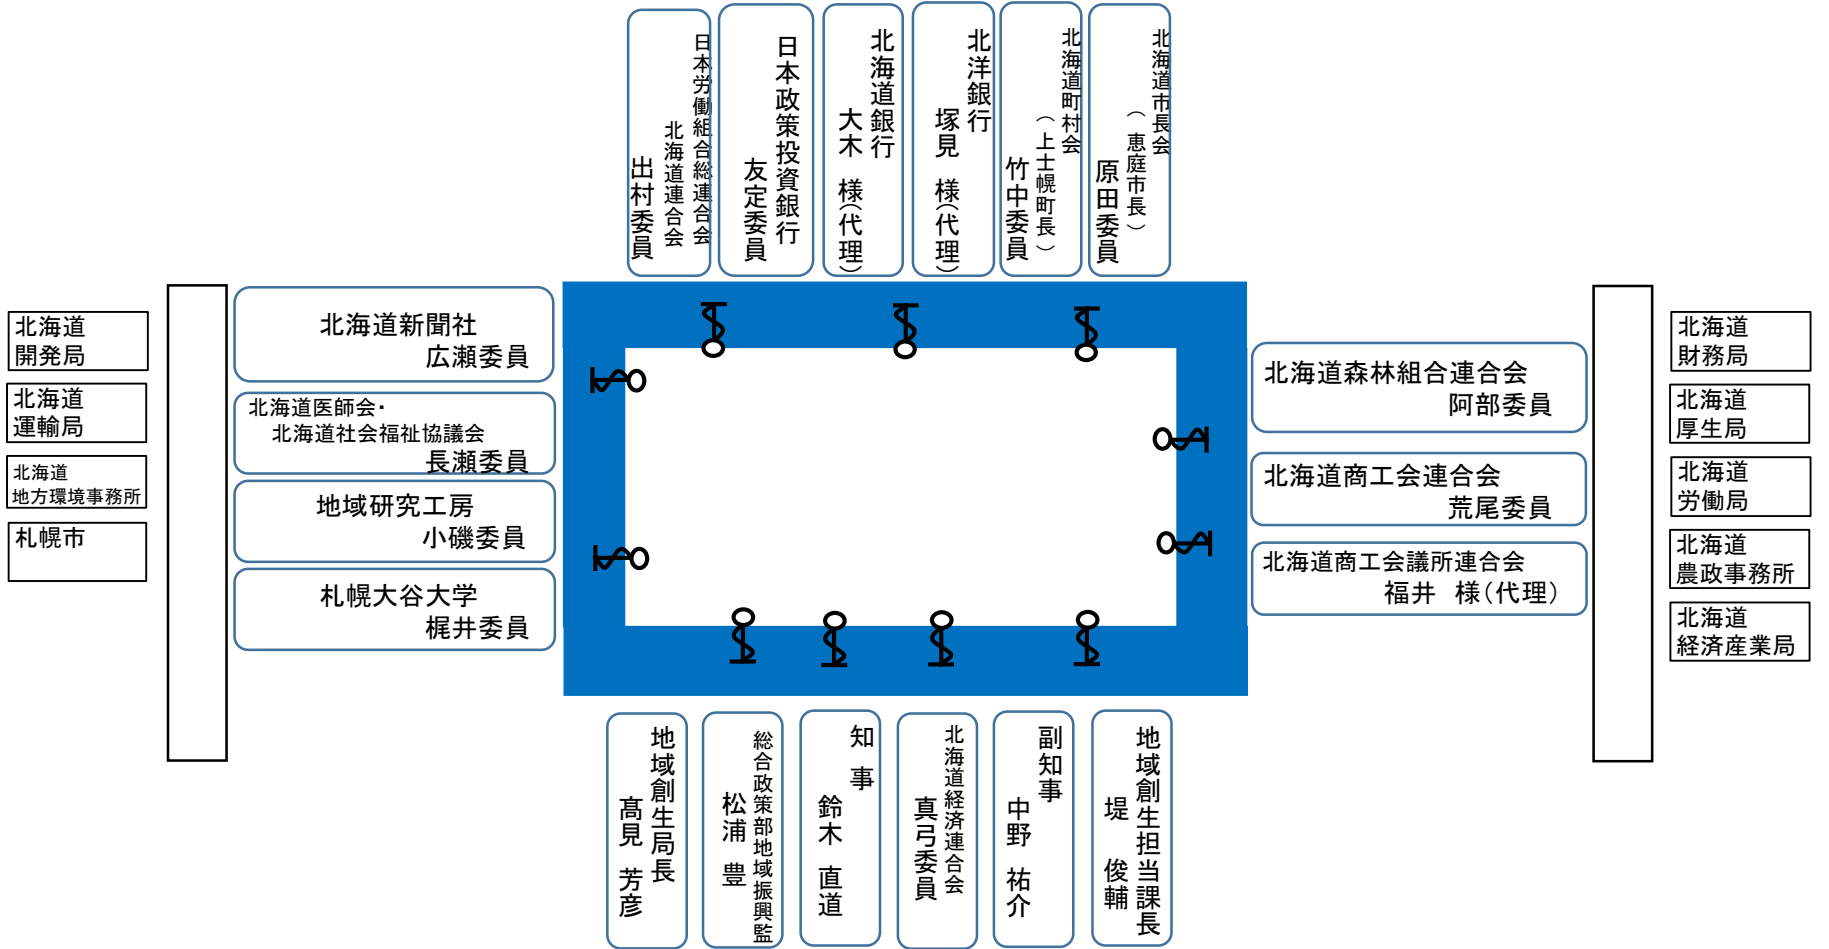 日本労働組合総連合会
北海道連合会
出村委員
日本政策投資銀行
友定委員
北海道銀行
大木　様（代理）
北洋銀行
塚見　様（代理）
北海道町村会
（上士幌町長）
竹中委員
北海道市長会
（恵庭市長）
原田委員
北海道
開発局
北海道
運輸局
北海道
地方環境事務所
札幌市
北海道新聞社
広瀬委員
北海道医師会・
北海道社会福祉協議会
長瀬委員
地域研究工房
小磯委員
札幌大谷大学
梶井委員
北海道森林組合連合会
阿部委員
北海道商工会連合会
荒尾委員
北海道商工会議所連合会
福井　様（代理）
北海道
財務局
北海道
厚生局
北海道
労働局
北海道
農政事務所
北海道
経済産業局
地域創生局長
髙見　芳彦
総合政策部地域振興監
松浦　豊
知　事
鈴木　直道
北海道経済連合会
真弓委員
副知事
中野　祐介
地域創生担当課長
堤　俊輔